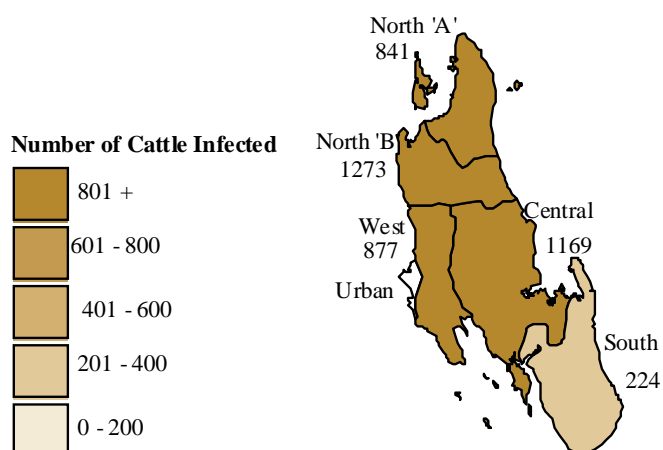 North 'A'
841
Number of Cattle Infected
801 +
601 - 800
401 - 600
201 - 400
0 - 200
North 'B'
1273
West
877
Urban
Central
1169
South
224